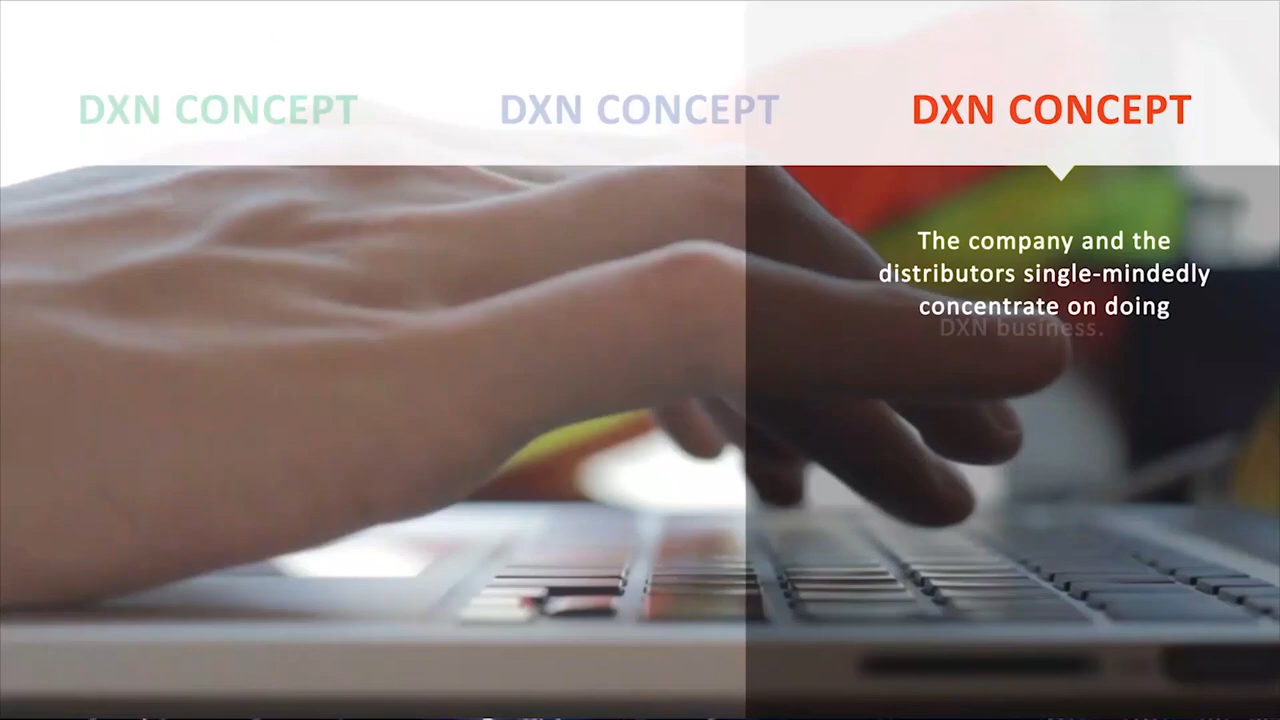 DXN CONCEPT
DXN CONCEPT
DXN CONCEPT
The company and the
distributors single-mindedly
concentrate on doing
DXN business.